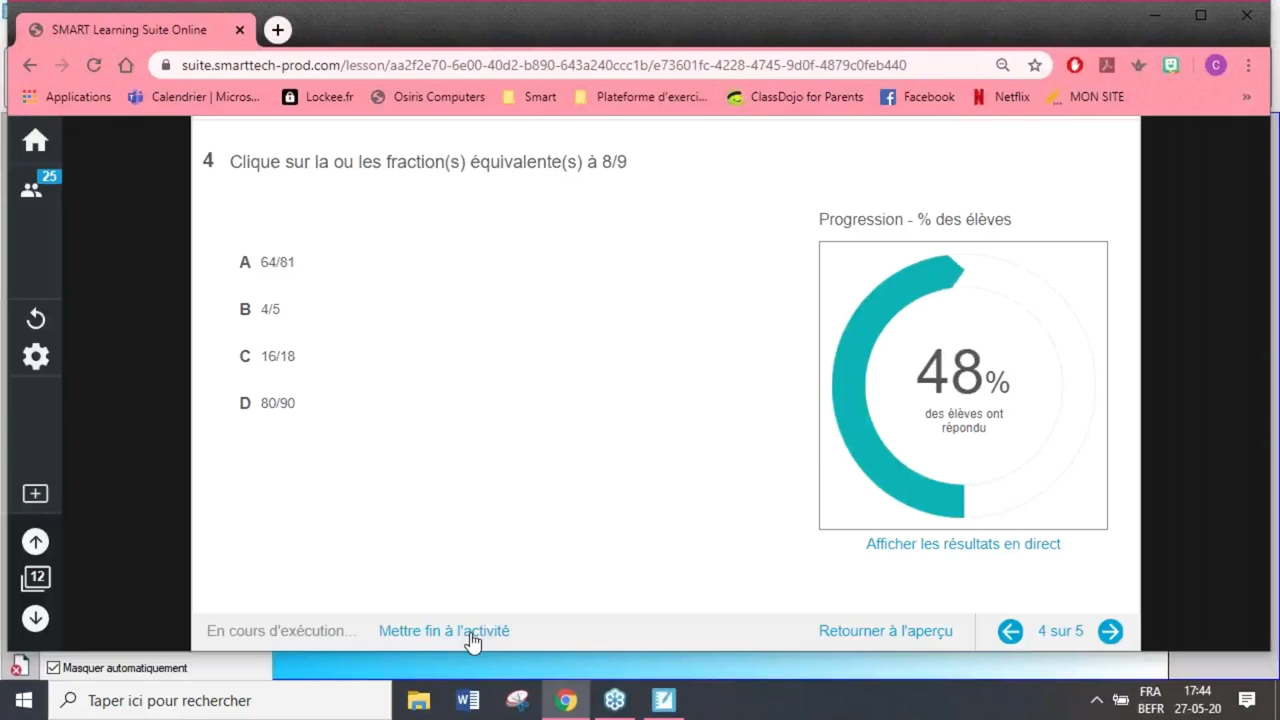 SMART Learning Suite Online
suite.smarttech-prod.com/lesson/aa2f2e70-6e00-40d2-b890-643a240ccc1b/e73601fc-4228-4745-9d0f-4879c0feb440
C
Applications
Calendrier | Micros...
Lockee.fr
Osiris Computers
Smart
Plateforme d'exerci...
ClassDojo for Parents
Facebook
Netflix
MON SITE
25
4 Clique sur la ou les fraction(s) équivalente(s) à 8/9
Progression - % des élèves
A 64/81
B 4/5
C 16/18
D 80/90
48%
des élèves ont
répondu
Afficher les résultats en direct
12
En cours d'exécution...
Mettre fin à l'activité
Retourner à l'aperçu
4 sur 5
Masquer automatiquement
Taper ici pour rechercher
FRA
BEFR
17:44
27-05-20